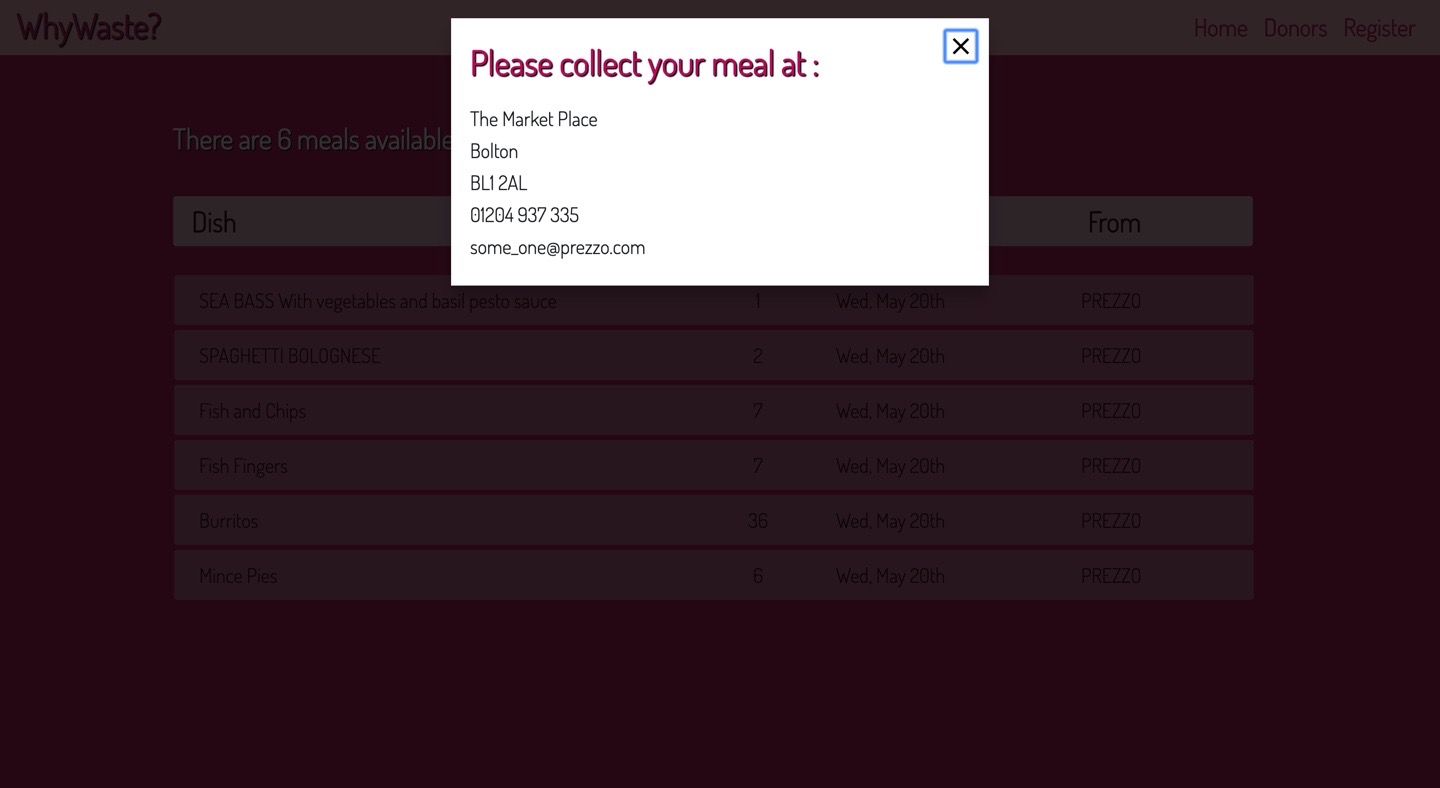 WhyWaste?
Home Donors Register
Please collect your meal at :
The Market Place
Bolton
BL1 2AL
01204 937 335
some_one@prezzo.com
There are 6 meals available
Dish From
SEA BASS With vegetables and basil pesto sauce 1 Wed, May 20th PREZZO
SPAGHETTI BOLOGNESE 2 Wed, May 20th PREZZO
Fish and Chips 7 Wed, May 20th PREZZO
Fish Fingers 7 Wed, May 20th PREZZO
Burritos 36 Wed, May 20th PREZZO
Mince Pies 6 Wed, May 20th PREZZO